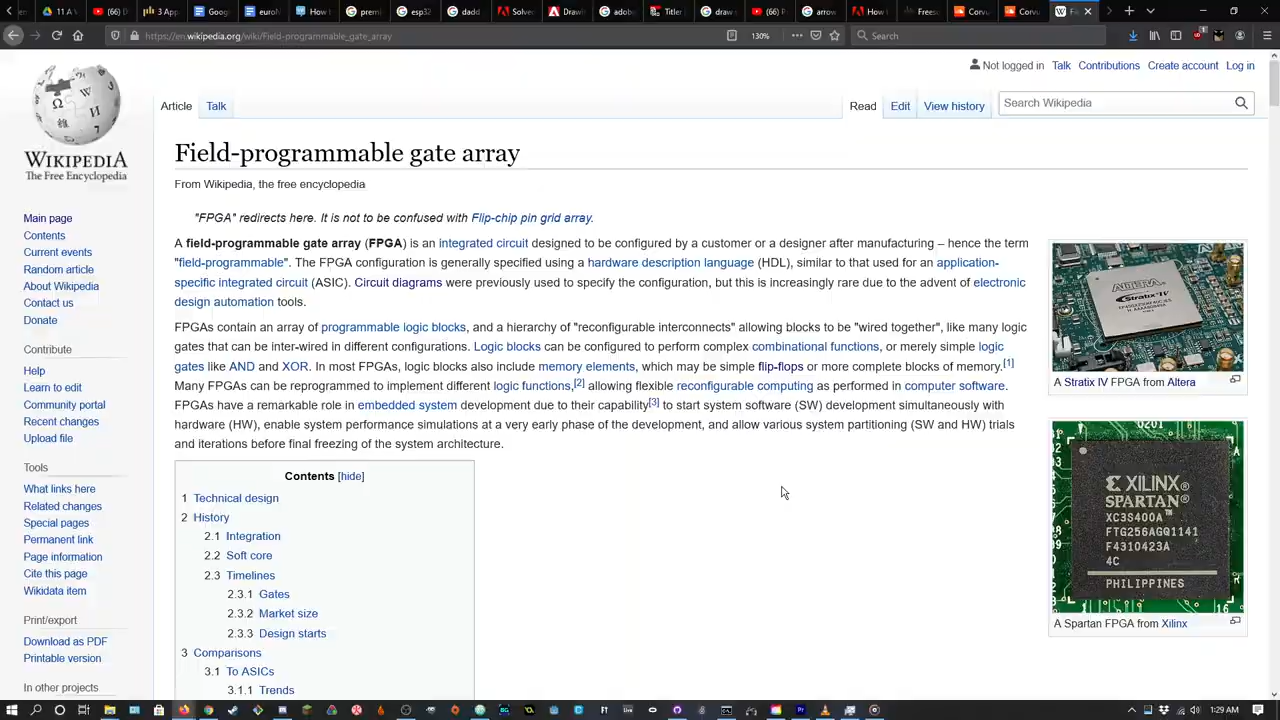 11 A
3 App
Googl
euroN
How t
premi
esp32
dadd
Solve
Drawi
adobe
Titler
drawi
(66) P
arrow
How t
Freesa
Corvu
Corvu
Fie
https://en.wikipedia.org/wiki/Field-programmable_gate_array
130%
Search
Not logged in Talk Contributions Create account Log in
Article Talk
Read Edit View history
Search Wikipedia
WIKIPEDIA
The Free Encyclopedia
Main page
Contents
Current events
Random article
About Wikipedia
Contact us
Donate
Contribute
Help
Learn to edit
Community portal
Recent changes
Upload file
Tools
What links here
Related changes
Special pages
Permanent link
Page information
Cite this page
Wikidata item
Print/export
Download as PDF
Printable version
In other projects
Field-programmable gate array
From Wikipedia, the free encyclopedia
"FPGA" redirects here. It is not to be confused with Flip-chip pin grid array.
A field-programmable gate array (FPGA) is an integrated circuit designed to be configured by a customer or a designer after manufacturing – hence the term
"field-programmable". The FPGA configuration is generally specified using a hardware description language (HDL), similar to that used for an application-
specific integrated circuit (ASIC). Circuit diagrams were previously used to specify the configuration, but this is increasingly rare due to the advent of electronic
design automation tools.
FPGAs contain an array of programmable logic blocks, and a hierarchy of "reconfigurable interconnects" allowing blocks to be "wired together", like many logic
gates that can be inter-wired in different configurations. Logic blocks can be configured to perform complex combinational functions, or merely simple logic
gates like AND and XOR. In most FPGAs, logic blocks also include memory elements, which may be simple flip-flops or more complete blocks of memory.[1]
Many FPGAs can be reprogrammed to implement different logic functions,[2] allowing flexible reconfigurable computing as performed in computer software.
FPGAs have a remarkable role in embedded system development due to their capability[3] to start system software (SW) development simultaneously with
hardware (HW), enable system performance simulations at a very early phase of the development, and allow various system partitioning (SW and HW) trials
and iterations before final freezing of the system architecture.
Contents [hide]
1 Technical design
2 History
2.1 Integration
2.2 Soft core
2.3 Timelines
2.3.1 Gates
2.3.2 Market size
2.3.3 Design starts
3 Comparisons
3.1 To ASICs
3.1.1 Trends
ALTERA
Stratix IV
A Stratix IV FPGA from Altera
0201
XILINX
SPARTAN
XC3S400A
FTG256AGQ1141
F4310423A
4C
PHILIPPINES
16
A Spartan FPGA from Xilinx
1:29 AM